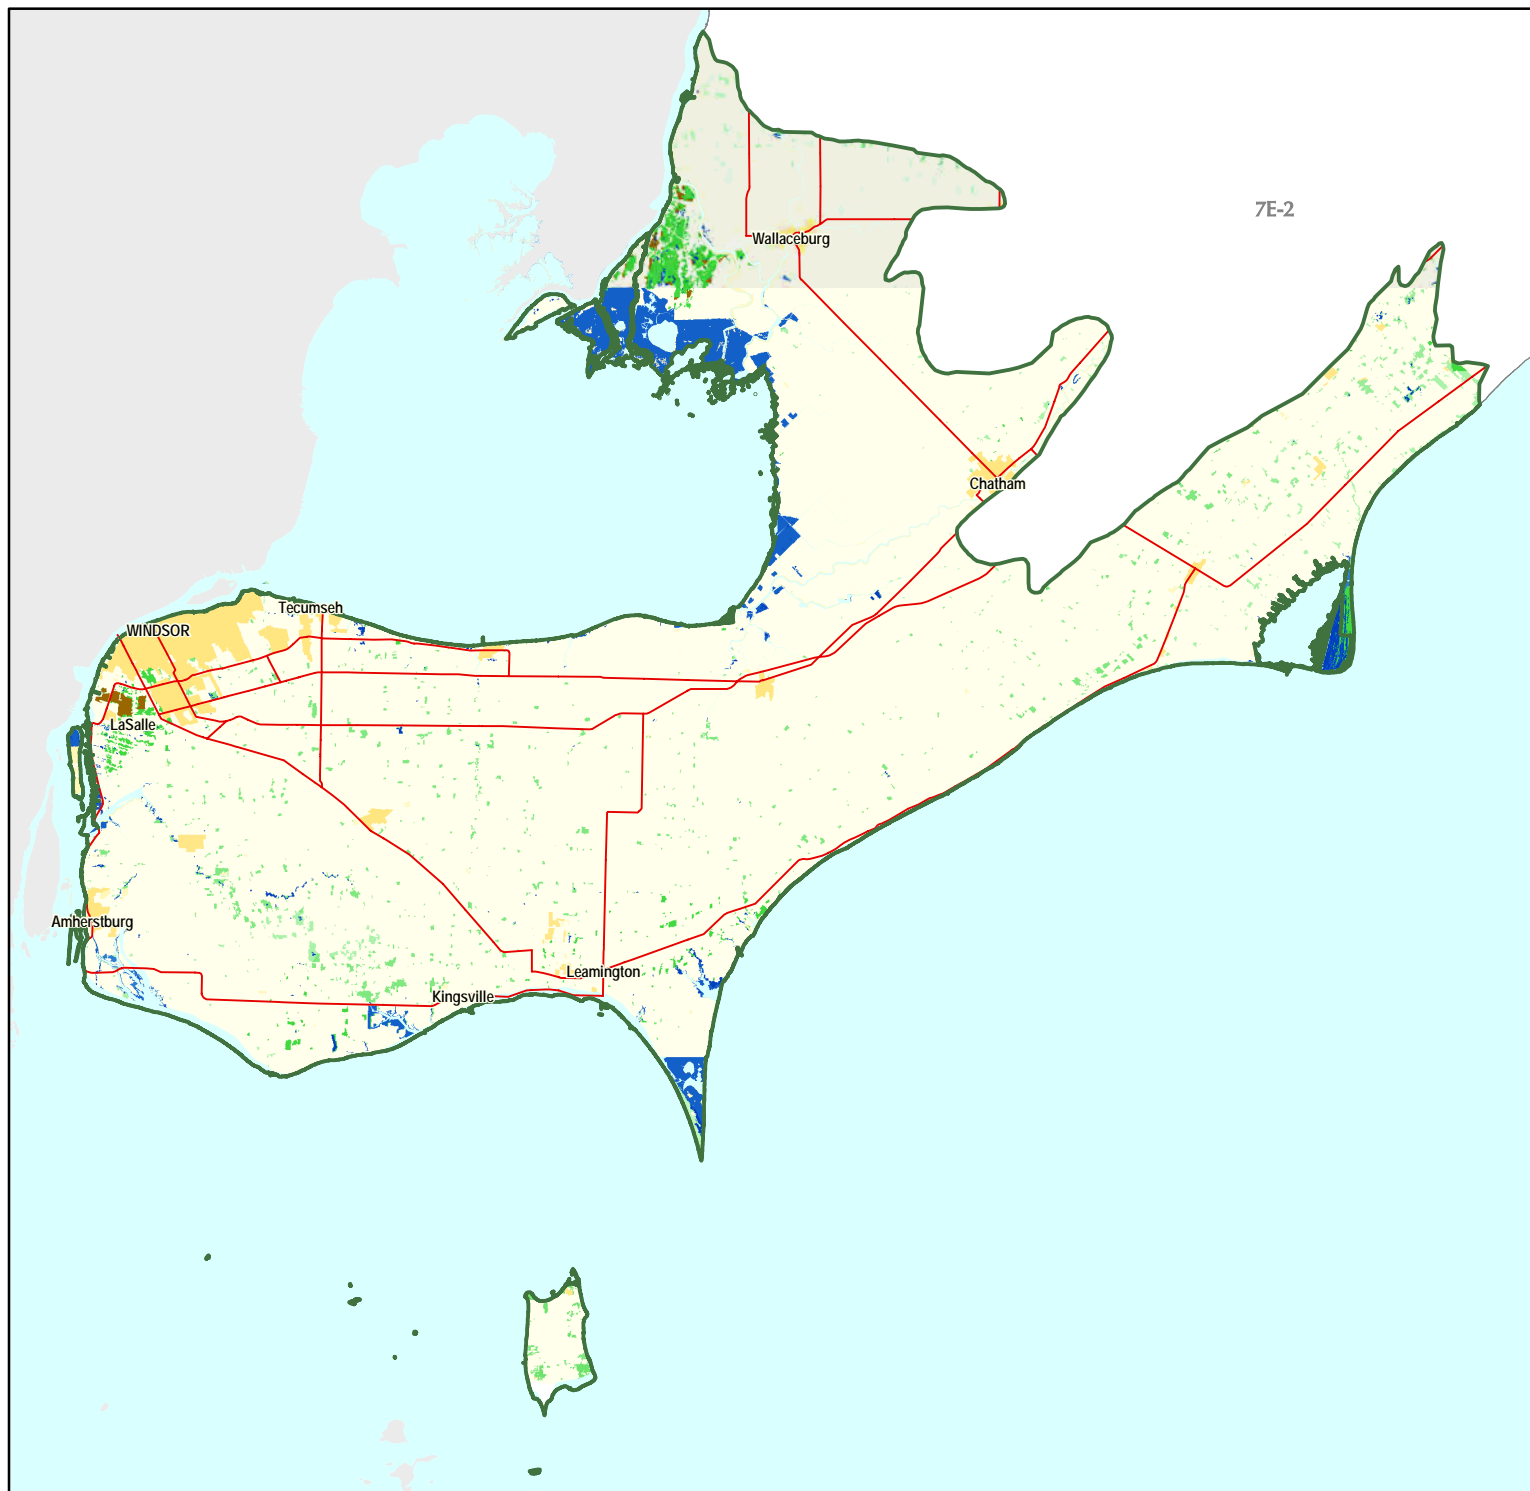 7E-2
Wallaceburg
Chatham
Tecumseh
WINDSOR
LaSalle
Amherstburg
Leamington
Kingsville